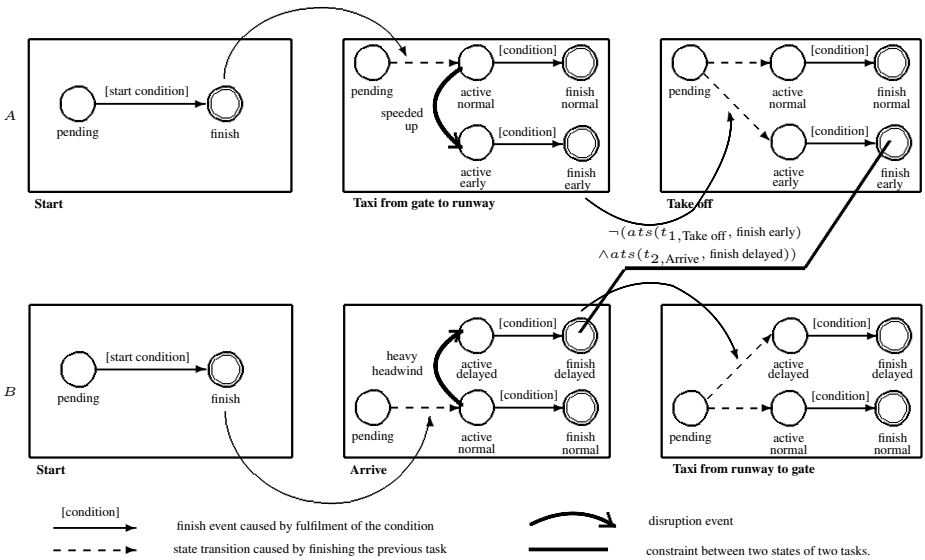 A
[start condition]
pending
finish
Start
[condition]
pending
active
normal
finish
normal
speeded
up
[condition]
active
early
finish
early
Taxi from gate to runway
[condition]
pending
active
normal
finish
normal
[condition]
active
early
finish
early
Take off
¬(ats(t1,Take off, finish early)
∧ats(t2,Arrive, finish delayed))
B
[start condition]
pending
finish
Start
[condition]
heavy
headwind
active
delayed
finish
delayed
[condition]
pending
active
normal
finish
normal
Arrive
[condition]
active
delayed
finish
delayed
[condition]
pending
active
normal
finish
normal
Taxi from runway to gate
[condition]
finish event caused by fulfilment of the condition
disruption event
state transition caused by finishing the previous task
constraint between two states of two tasks.